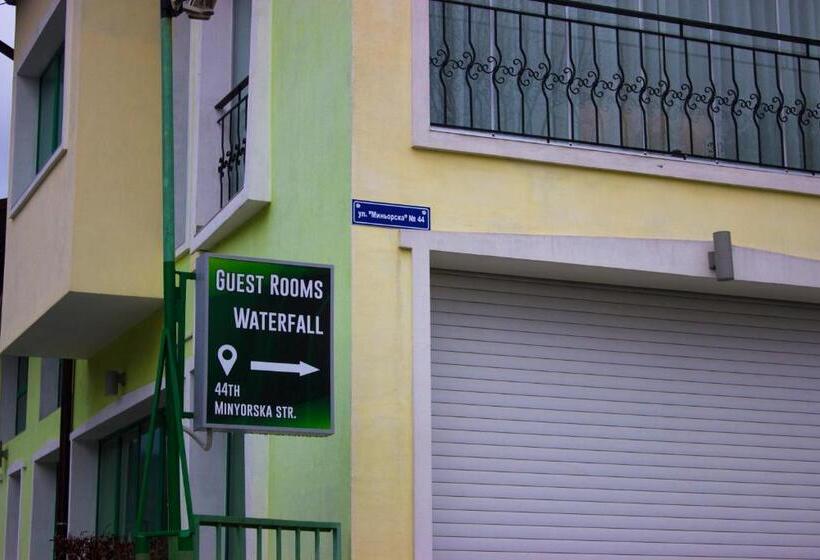 ул. "Миньорска" № 44
GUEST ROOMS
WATERFALL
44TH
MINYORSKA STR.